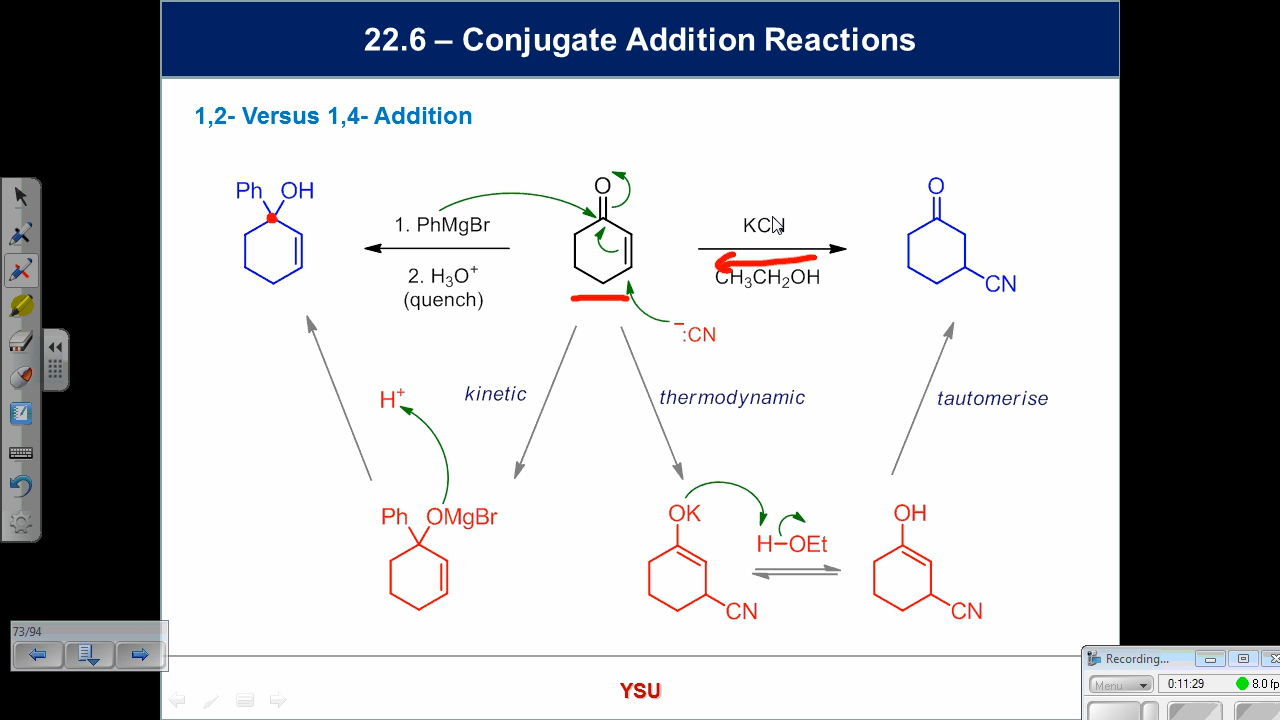 22.6 – Conjugate Addition Reactions
1,2- Versus 1,4- Addition
Ph OH
1. PhMgBr
2. H₃O⁺
(quench)
O
KCN
CH₃CH₂OH
O
CN
⁻:CN
H⁺
kinetic
thermodynamic
tautomerise
Ph OMgBr
OK
H–OEt
CN
OH
CN
73/94
YSU
Recording...
Menu
0:11:29
8.0 fp